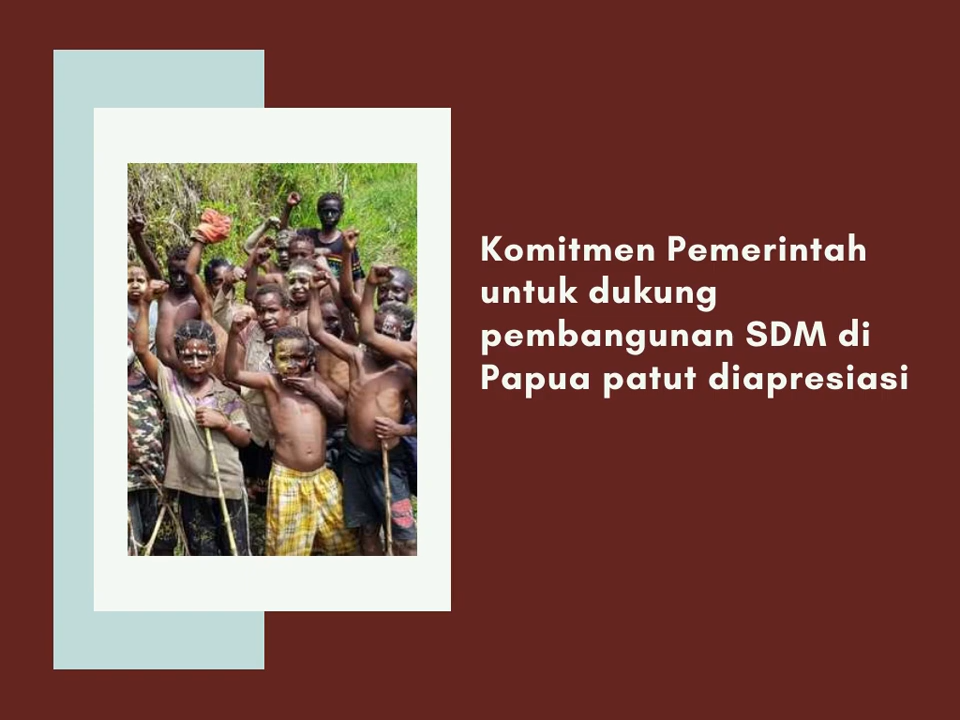 Komitmen Pemerintah
untuk dukung
pembangunan SDM di
Papua patut diapresiasi